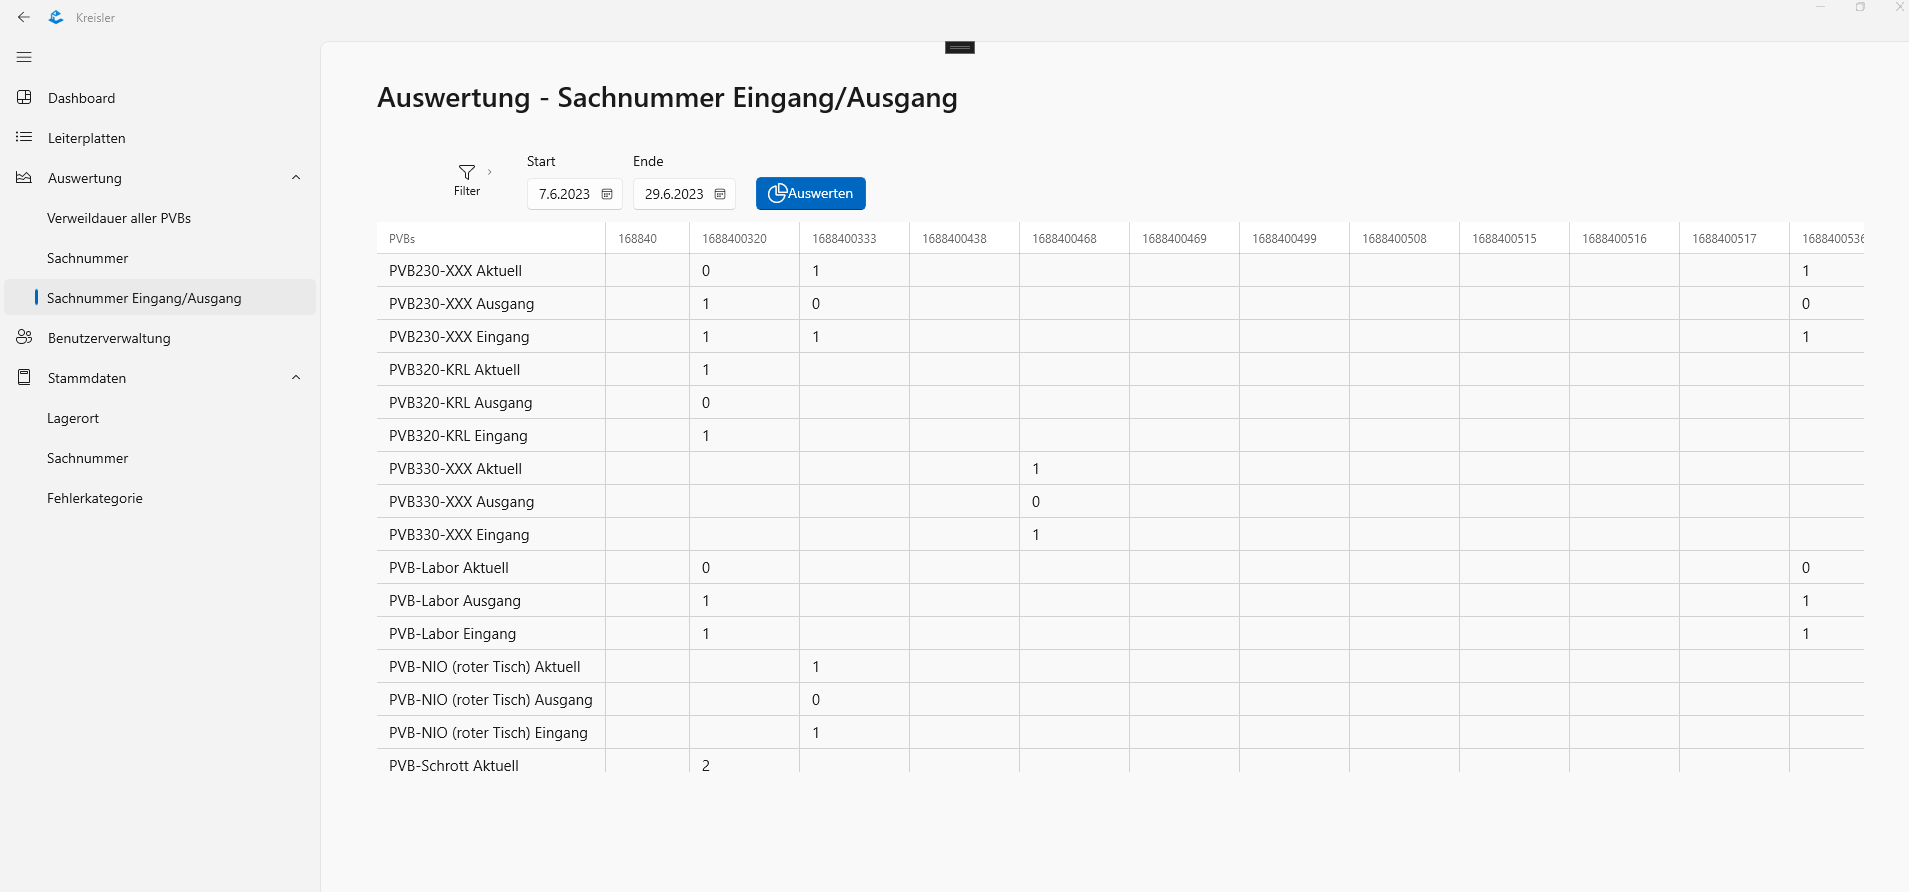 Kreisler
Dashboard
Leiterplatten
Auswertung
Verweildauer aller PVBs
Sachnummer
Sachnummer Eingang/Ausgang
Benutzerverwaltung
Stammdaten
Lagerort
Sachnummer
Fehlerkategorie
Auswertung - Sachnummer Eingang/Ausgang
Filter
Start
Ende
7.6.2023
29.6.2023
Auswerten
PVBs 168840 1688400320 1688400333 1688400438 1688400468 1688400469 1688400499 1688400508 1688400515 1688400516 1688400517 1688400536
PVB230-XXX Aktuell 0 1 1
PVB230-XXX Ausgang 1 0 0
PVB230-XXX Eingang 1 1 1
PVB320-KRL Aktuell 1
PVB320-KRL Ausgang 0
PVB320-KRL Eingang 1
PVB330-XXX Aktuell 1
PVB330-XXX Ausgang 0
PVB330-XXX Eingang 1
PVB-Labor Aktuell 0 0
PVB-Labor Ausgang 1 1
PVB-Labor Eingang 1 1
PVB-NIO (roter Tisch) Aktuell 1
PVB-NIO (roter Tisch) Ausgang 0
PVB-NIO (roter Tisch) Eingang 1
PVB-Schrott Aktuell 2